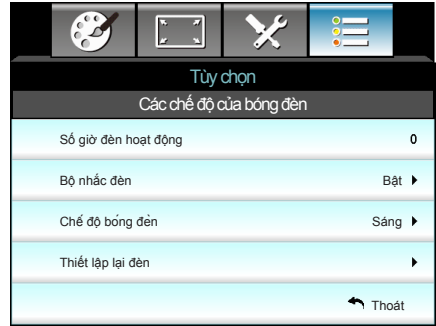 Tùy chọn
Các chế độ của bóng đèn
Số giờ đèn hoạt động 0
Bộ nhắc đèn Bật
Chế độ bóng đèn Sáng
Thiết lập lại đèn
Thoát